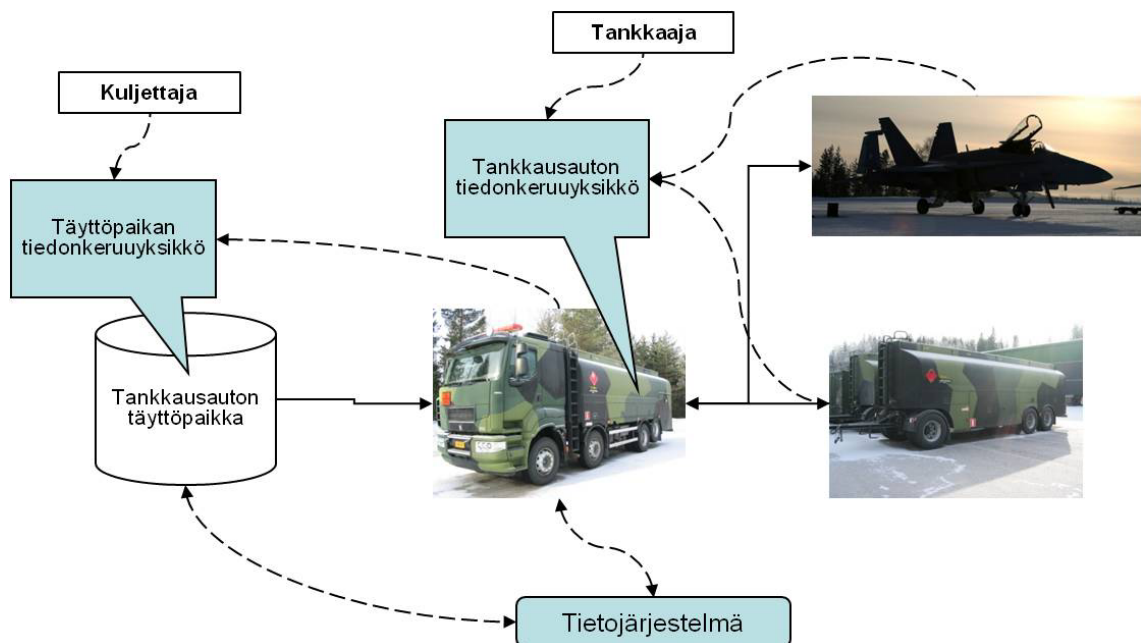 Tankkaaja
Kuljettaja
Tankkausauton
tiedonkeruuyksikkö
Täyttöpaikan
tiedonkeruuyksikkö
Tankkausauton
täyttöpaikka
Tietojärjestelmä